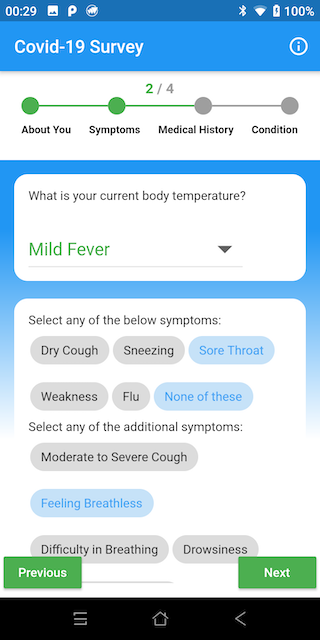 00:29 100%
Covid-19 Survey
2 / 4
About You Symptoms Medical History Condition
What is your current body temperature?
Mild Fever
Select any of the below symptoms:
Dry Cough Sneezing Sore Throat
Weakness Flu None of these
Select any of the additional symptoms:
Moderate to Severe Cough
Feeling Breathless
Difficulty in Breathing Drowsiness
Previous Next